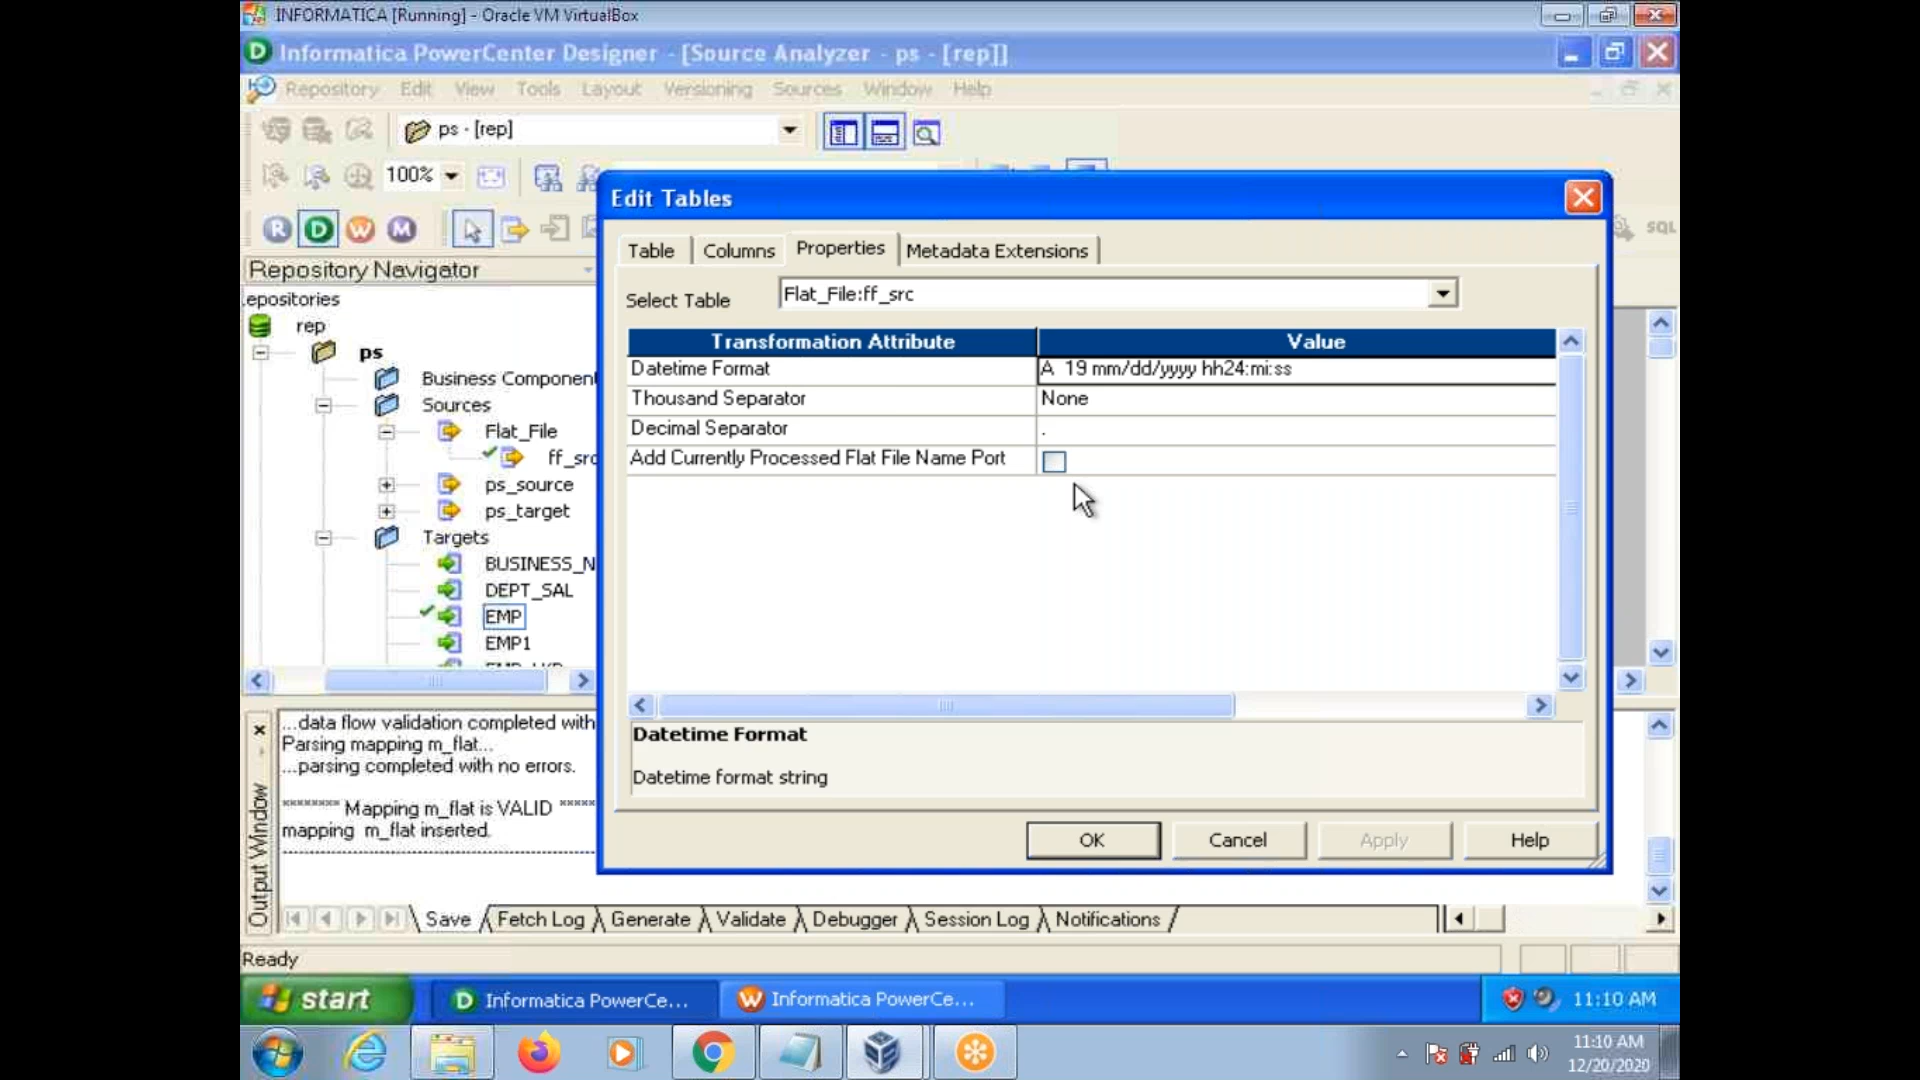 INFORMATICA [Running] - Oracle VM VirtualBox
Informatica PowerCenter Designer - [Source Analyzer - ps - [rep]]
Repository Edit View Tools Layout Versioning Sources Window Help
ps - [rep]
100%
Edit Tables
R D W M
SQL
Table Columns Properties Metadata Extensions
Repository Navigator
Select Table Flat_File:ff_src
epositories
rep
ps
Business Component
Sources
Flat_File
ff_src
ps_source
ps_target
Targets
BUSINESS_N
DEPT_SAL
EMP
EMP1
Transformation Attribute Value
Datetime Format A 19 mm/dd/yyyy hh24:mi:ss
Thousand Separator None
Decimal Separator .
Add Currently Processed Flat File Name Port
Datetime Format
Datetime format string
OK Cancel Apply Help
...data flow validation completed with
Parsing mapping m_flat...
...parsing completed with no errors.
******** Mapping m_flat is VALID *****
mapping m_flat inserted.
Output Window
Save Fetch Log Generate Validate Debugger Session Log Notifications
Ready
start D Informatica PowerCe... W Informatica PowerCe... 11:10 AM
11:10 AM
12/20/2020